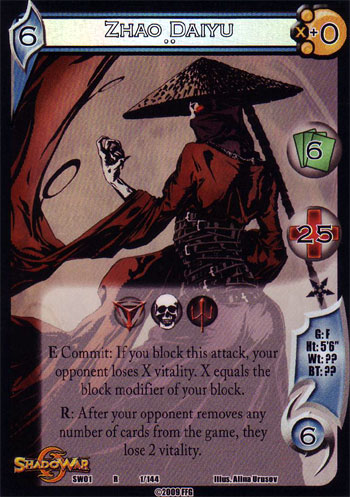 6
Zhao Daiyu
X+0
6
25
G: F
Ht: 5'6"
Wt: ??
BT: ??
6
E Commit: If you block this attack, your
opponent loses X vitality. X equals the
block modifier of your block.
R: After your opponent removes any
number of cards from the game, they
lose 2 vitality.
ShadoWar
SW01 R 1/144 Illus. Alina Urusov
©2009 FFG